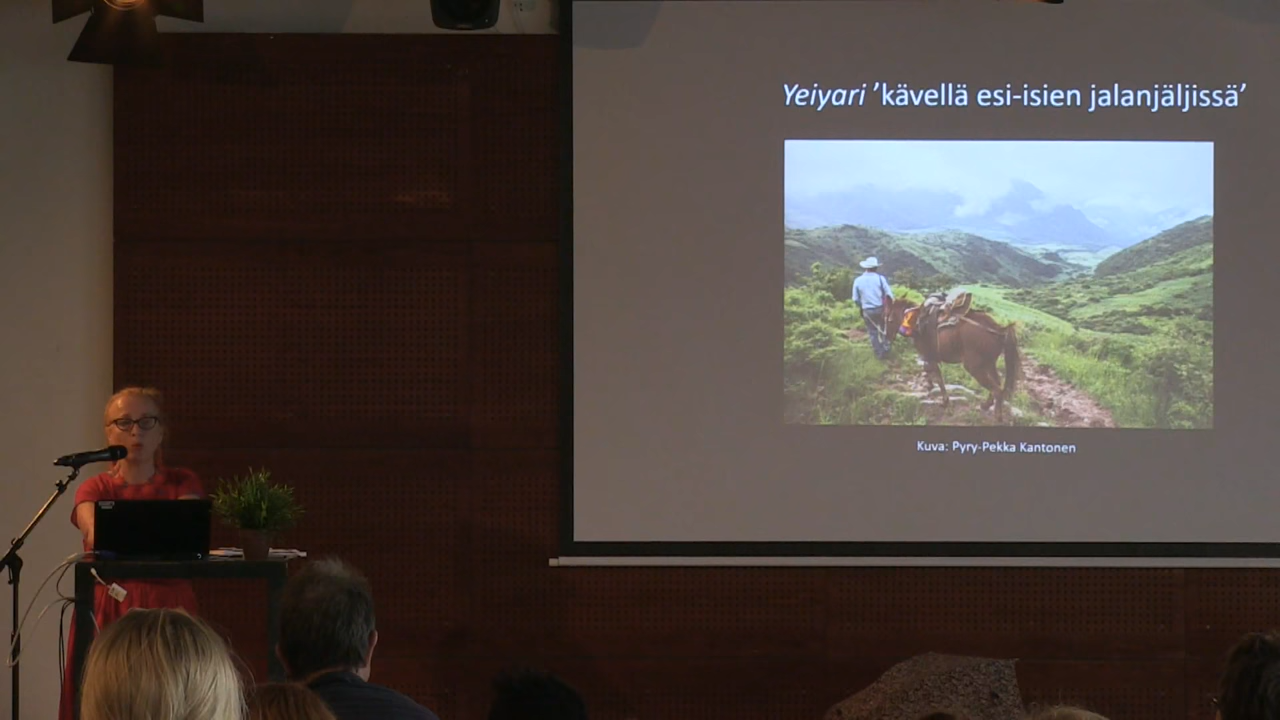 Yeiyari ’kävellä esi-isien jalanjäljissä’
Kuva: Pyry-Pekka Kantonen